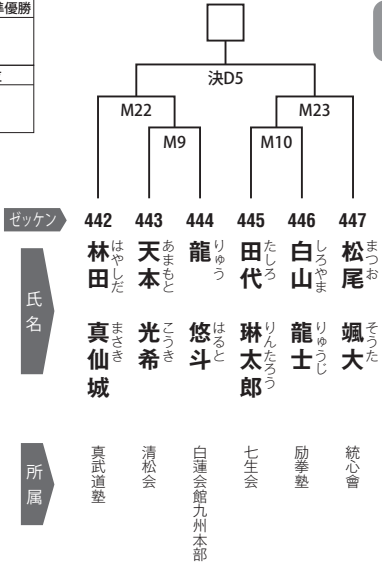 準優勝
決D5
M22
M23
M9
M10
ゼッケン
442
443
444
445
446
447
氏名
林田 真仙城
はやしだ まさき
天本 光希
あまもと こうき
龍 悠斗
りゅう はると
田代 琳太郎
たしろ りんたろう
白山 龍士
しろやま りゅうじ
松尾 颯大
まつお そうた
所属
真武道塾
清松会
白蓮会館九州本部
七生会
励拳塾
統心會